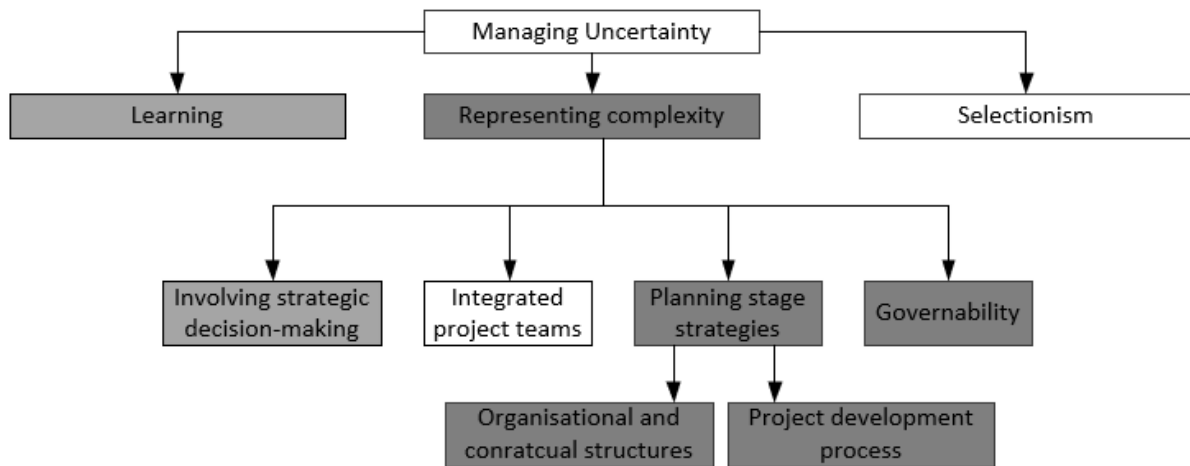 Managing Uncertainty
Learning
Representing complexity
Selectionism
Involving strategic
decision-making
Integrated
project teams
Planning stage
strategies
Governability
Organisational and
conratcual structures
Project development
process